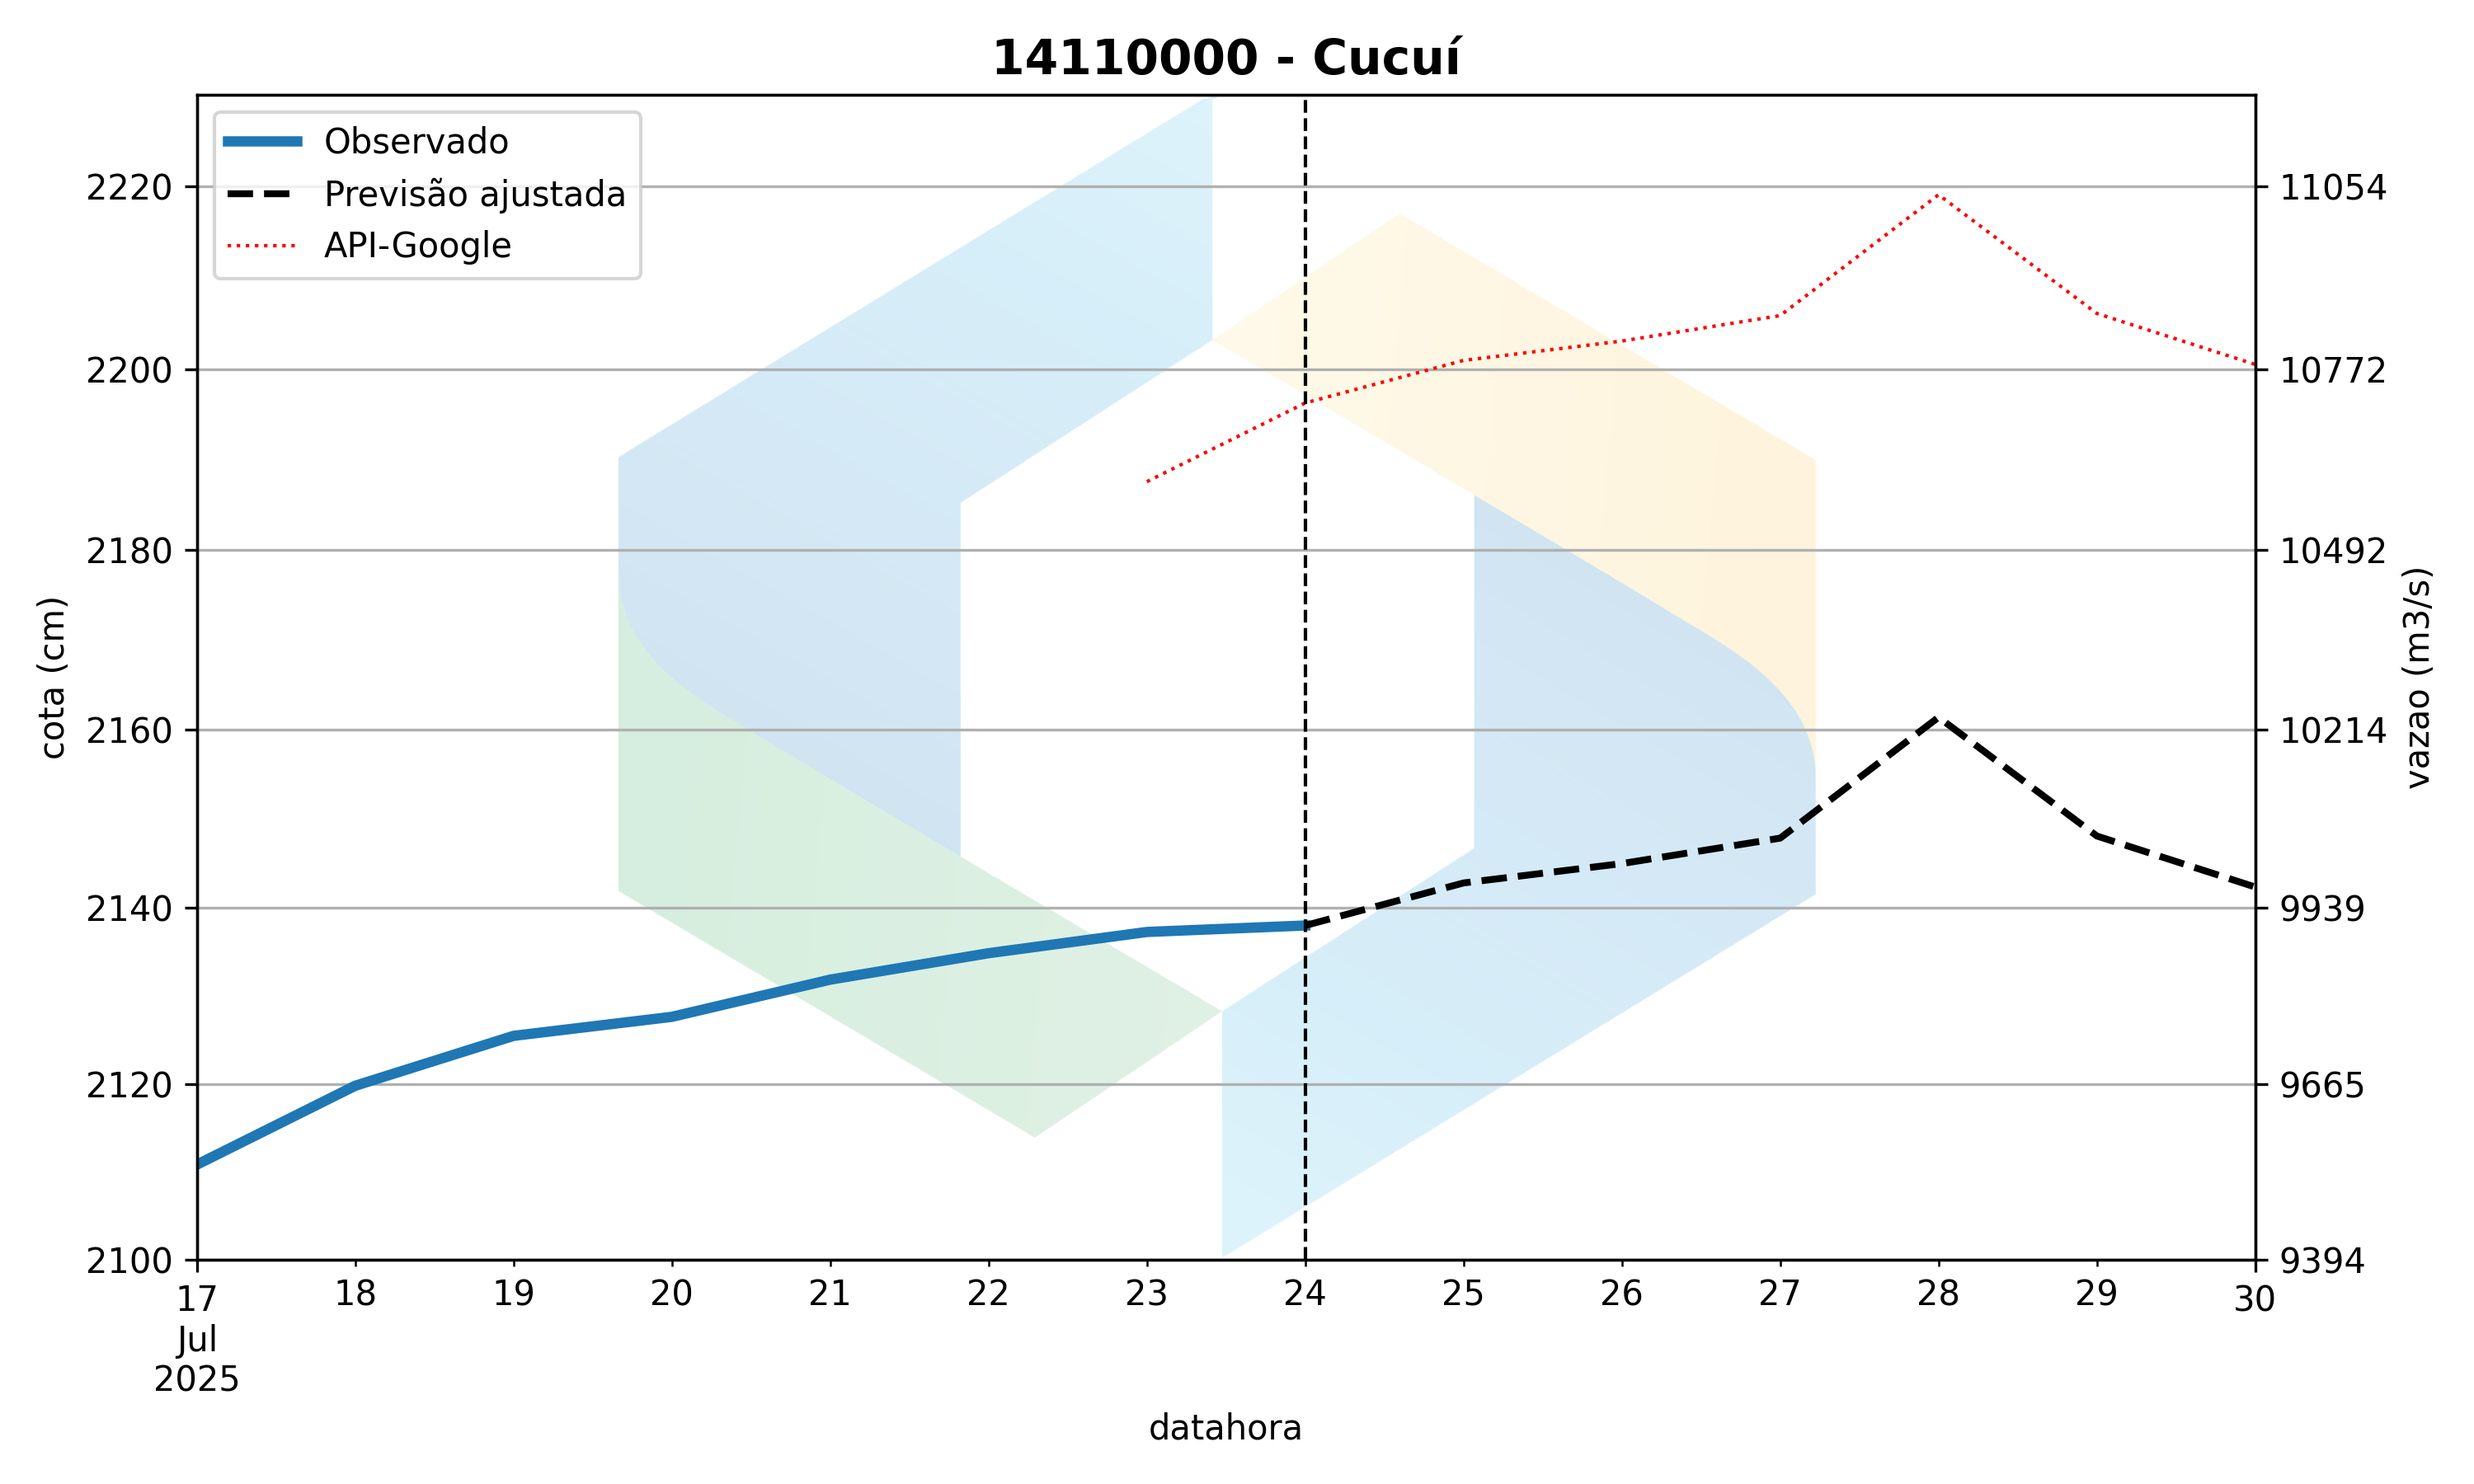 14110000 - Cucuí
Observado
Previsão ajustada
API-Google
cota (cm)
2220
2200
2180
2160
2140
2120
2100
11054
10772
10492
10214
9939
9665
9394
vazao (m3/s)
17 18 19 20 21 22 23 24 25 26 27 28 29 30
Jul
2025
datahora